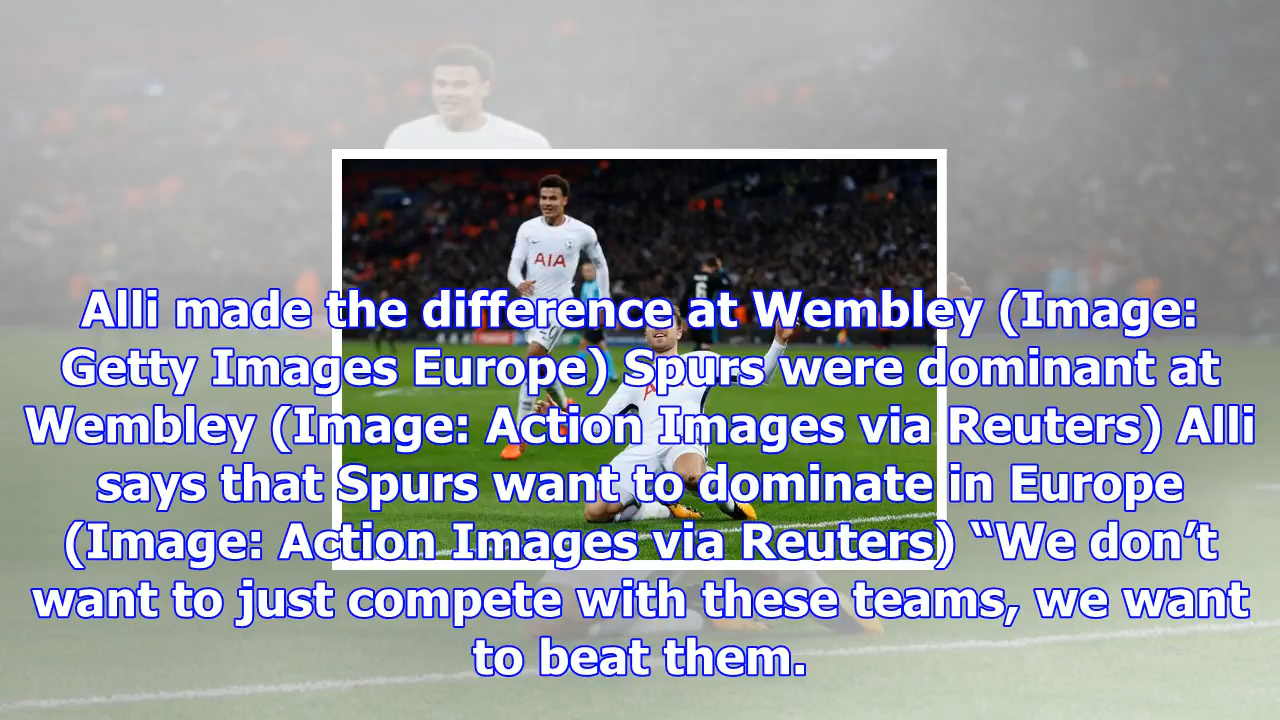 AIA
Alli made the difference at Wembley (Image:
Getty Images Europe) Spurs were dominant at
Wembley (Image: Action Images via Reuters) Alli
says that Spurs want to dominate in Europe
(Image: Action Images via Reuters) “We don’t
want to just compete with these teams, we want
to beat them.